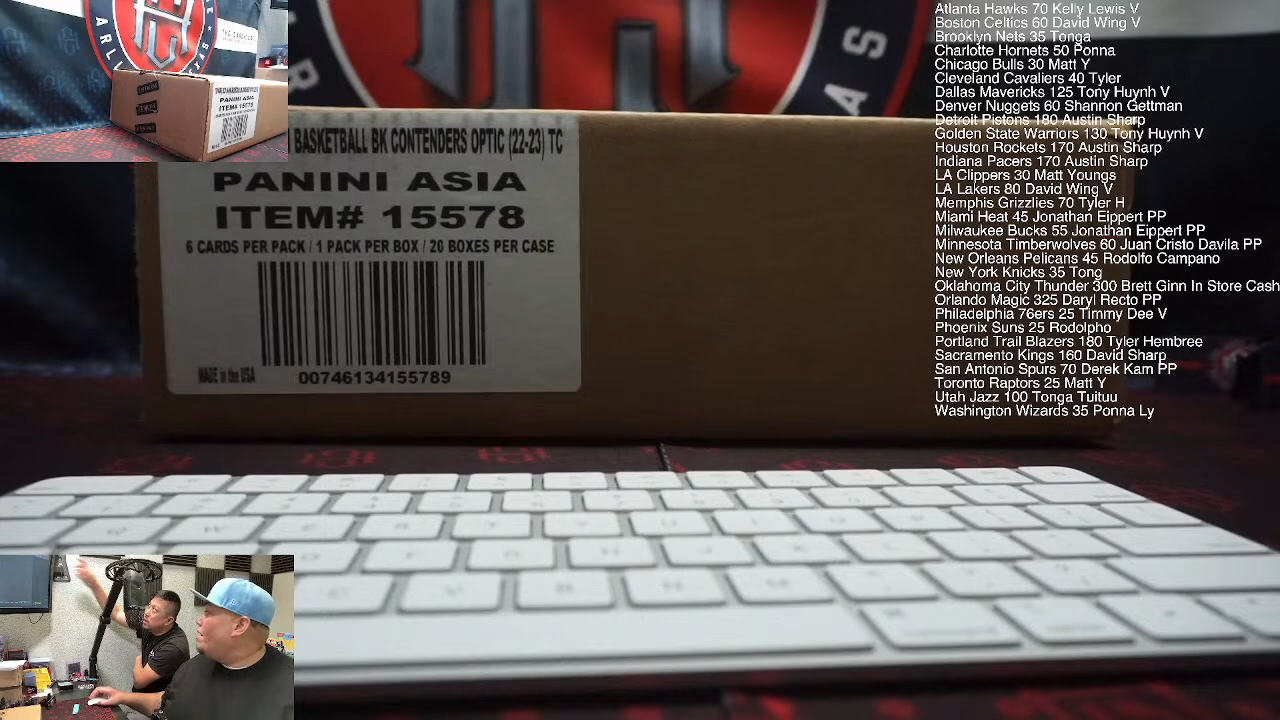 BASKETBALL BK CONTENDERS OPTIC (22-23) TC
PANINI ASIA
ITEM# 15578
6 CARDS PER PACK / 1 PACK PER BOX / 20 BOXES PER CASE
MADE in the USA
00746134155789
PANINI ASIA
ITEM# 15578
Atlanta Hawks 70 Kelly Lewis V
Boston Celtics 60 David Wing V
Brooklyn Nets 35 Tonga
Charlotte Hornets 50 Ponna
Chicago Bulls 30 Matt Y
Cleveland Cavaliers 40 Tyler
Dallas Mavericks 125 Tony Huynh V
Denver Nuggets 60 Shannon Gettman
Detroit Pistons 180 Austin Sharp
Golden State Warriors 130 Tony Huynh V
Houston Rockets 170 Austin Sharp
Indiana Pacers 170 Austin Sharp
LA Clippers 30 Matt Youngs
LA Lakers 80 David Wing V
Memphis Grizzlies 70 Tyler H
Miami Heat 45 Jonathan Eippert PP
Milwaukee Bucks 55 Jonathan Eippert PP
Minnesota Timberwolves 60 Juan Cristo Davila PP
New Orleans Pelicans 45 Rodolfo Campano
New York Knicks 35 Tong
Oklahoma City Thunder 300 Brett Ginn In Store Cash
Orlando Magic 325 Daryl Recto PP
Philadelphia 76ers 25 Timmy Dee V
Phoenix Suns 25 Rodolpho
Portland Trail Blazers 180 Tyler Hembree
Sacramento Kings 160 David Sharp
San Antonio Spurs 70 Derek Kam PP
Toronto Raptors 25 Matt Y
Utah Jazz 100 Tonga Tuituu
Washington Wizards 35 Ponna Ly